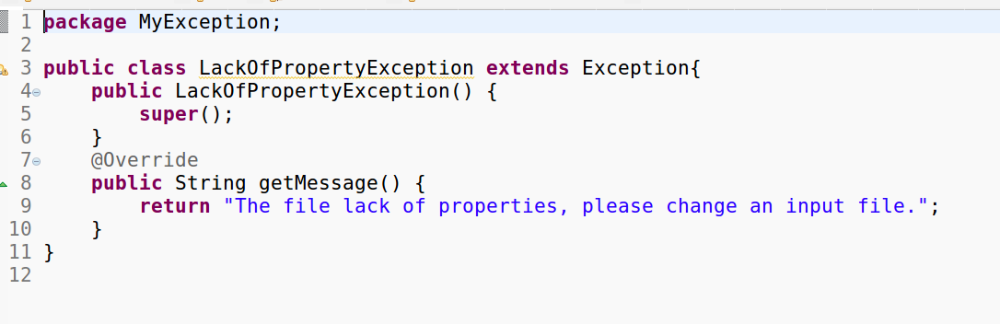 1 package MyException;
2
3 public class LackOfPropertyException extends Exception{
4 public LackOfPropertyException() {
5 super();
6 }
7 @Override
8 public String getMessage() {
9 return "The file lack of properties, please change an input file.";
10 }
11 }
12